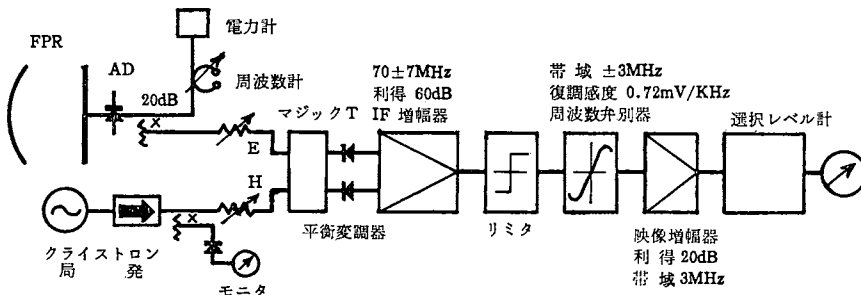 電力計
FPR
AD
20dB
周波数計
マジックT
E
H
70±7MHz
利得 60dB
IF 増幅器
帯 域 ±3MHz
復調感度 0.72mV/KHz
周波数弁別器
選択レベル計
平衡変調器
リミタ
映像増幅器
利 得 20dB
帯 域 3MHz
クライストロン
局 発
モニタ